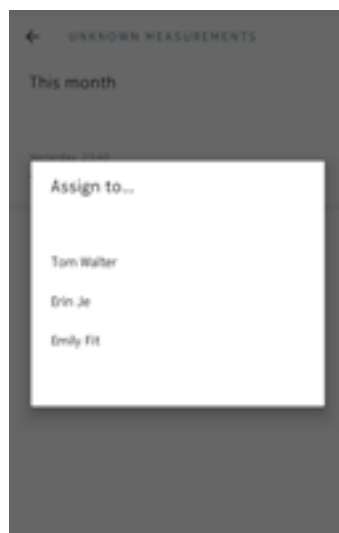 UNKNOWN MEASUREMENTS
This month
Assign to...
Tom Walter
Erin Je
Emily Fit